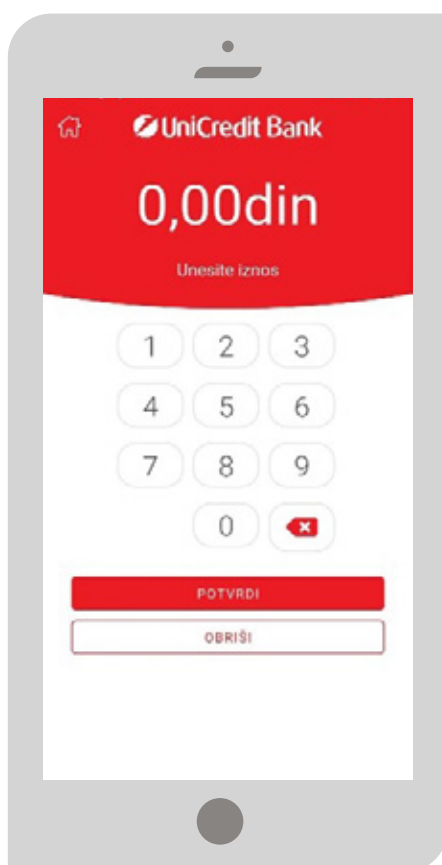 UniCredit Bank
0,00din
Unesite iznos
1 2 3
4 5 6
7 8 9
0
POTVRDI
OBRIŠI